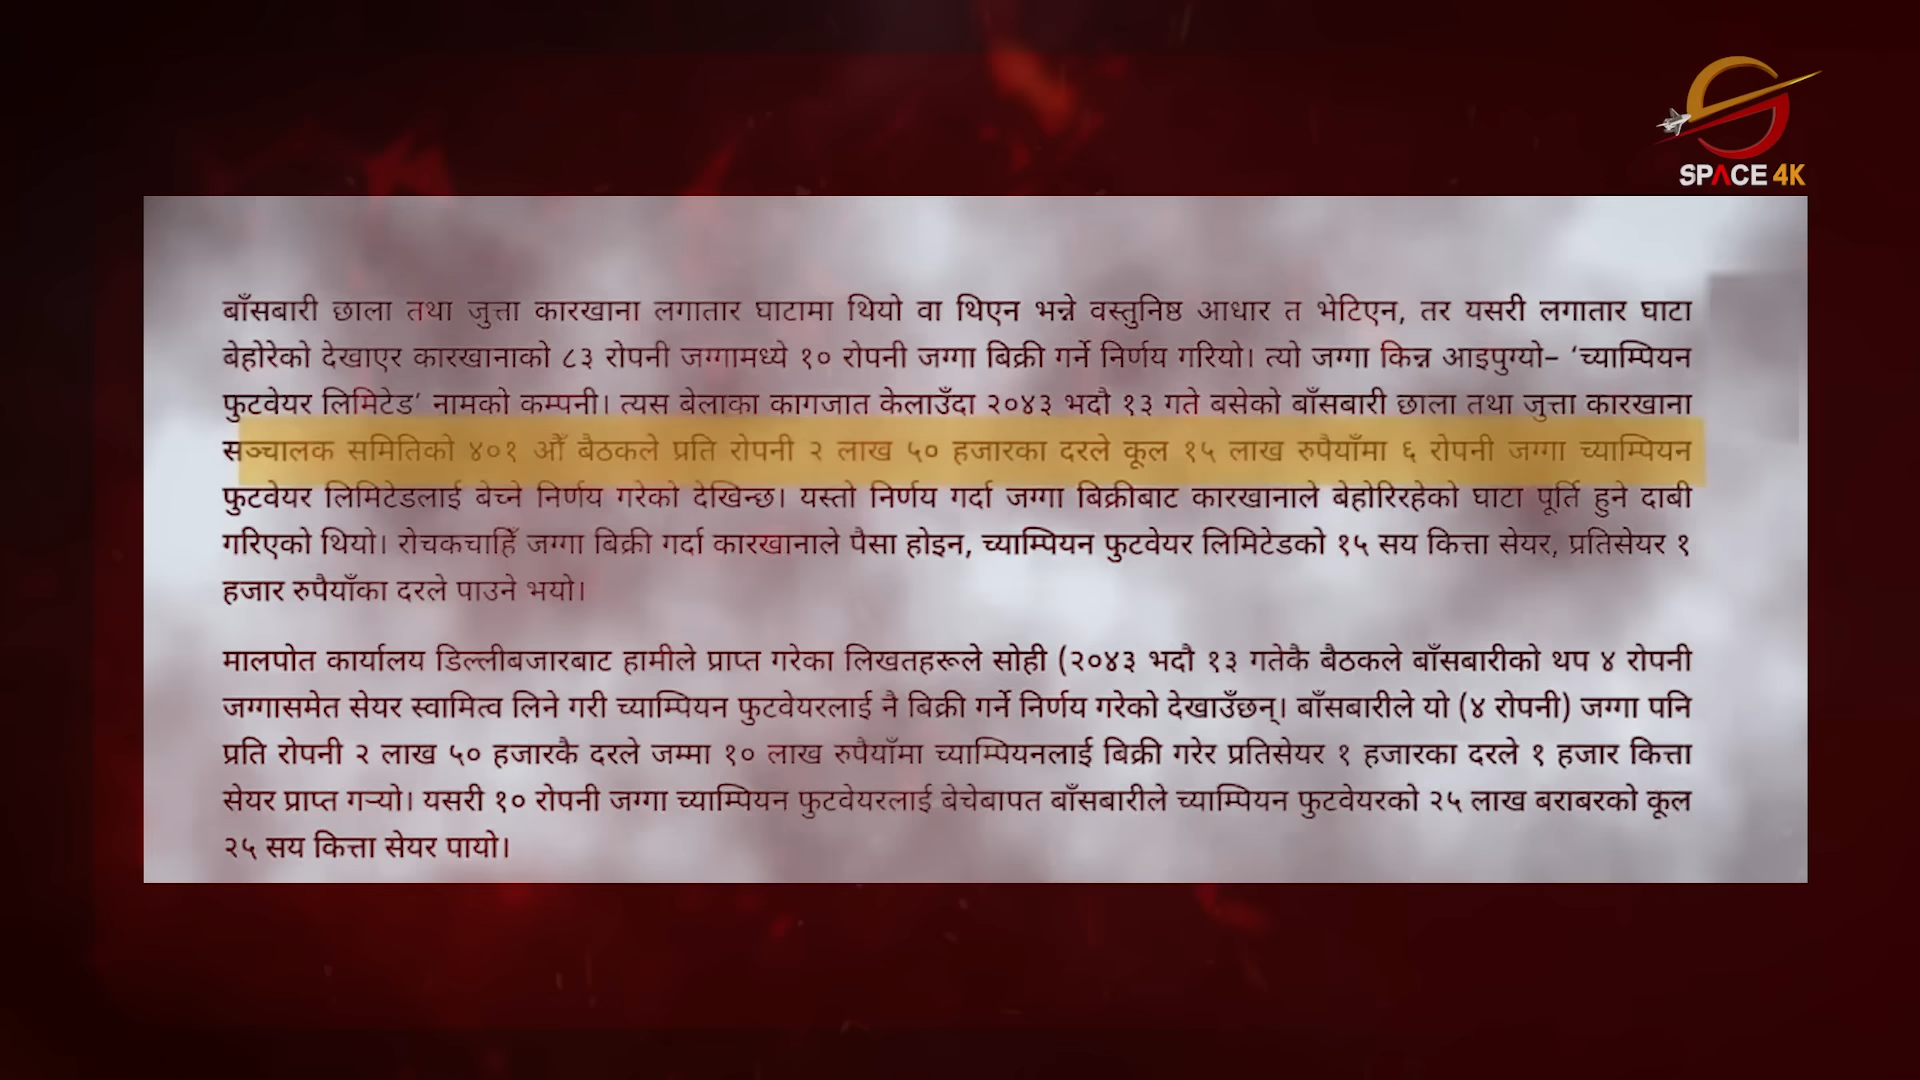 SPACE 4K
बाँसबारी छाला तथा जुत्ता कारखाना लगातार घाटामा थियो वा थिएन भन्ने वस्तुनिष्ठ आधार त भेटिएन, तर यसरी लगातार घाटा
बेहोरेको देखाएर कारखानाको ८३ रोपनी जग्गामध्ये १० रोपनी जग्गा बिक्री गर्ने निर्णय गरियो। त्यो जग्गा किन्न आइपुग्यो– ‘च्याम्पियन
फुटवेयर लिमिटेड’ नामको कम्पनी। त्यस बेलाका कागजात केलाउँदा २०४३ भदौ १३ गते बसेको बाँसबारी छाला तथा जुत्ता कारखाना
सञ्चालक समितिको ४०१ औँ बैठकले प्रति रोपनी २ लाख ५० हजारका दरले कूल १५ लाख रुपैयाँमा ६ रोपनी जग्गा च्याम्पियन
फुटवेयर लिमिटेडलाई बेच्ने निर्णय गरेको देखिन्छ। यस्तो निर्णय गर्दा जग्गा बिक्रीबाट कारखानाले बेहोरिरहेको घाटा पूर्ति हुने दाबी
गरिएको थियो। रोचकचाहिँ जग्गा बिक्री गर्दा कारखानाले पैसा होइन, च्याम्पियन फुटवेयर लिमिटेडको १५ सय कित्ता सेयर, प्रतिसेयर १
हजार रुपैयाँका दरले पाउने भयो।
मालपोत कार्यालय डिल्लीबजारबाट हामीले प्राप्त गरेका लिखतहरूले सोही (२०४३ भदौ १३ गतेकै बैठकले बाँसबारीको थप ४ रोपनी
जग्गासमेत सेयर स्वामित्व लिने गरी च्याम्पियन फुटवेयरलाई नै बिक्री गर्ने निर्णय गरेको देखाउँछन्। बाँसबारीले यो (४ रोपनी) जग्गा पनि
प्रति रोपनी २ लाख ५० हजारकै दरले जम्मा १० लाख रुपैयाँमा च्याम्पियनलाई बिक्री गरेर प्रतिसेयर १ हजारका दरले १ हजार कित्ता
सेयर प्राप्त गर्‍यो। यसरी १० रोपनी जग्गा च्याम्पियन फुटवेयरलाई बेचेबापत बाँसबारीले च्याम्पियन फुटवेयरको २५ लाख बराबरको कूल
२५ सय कित्ता सेयर पायो।